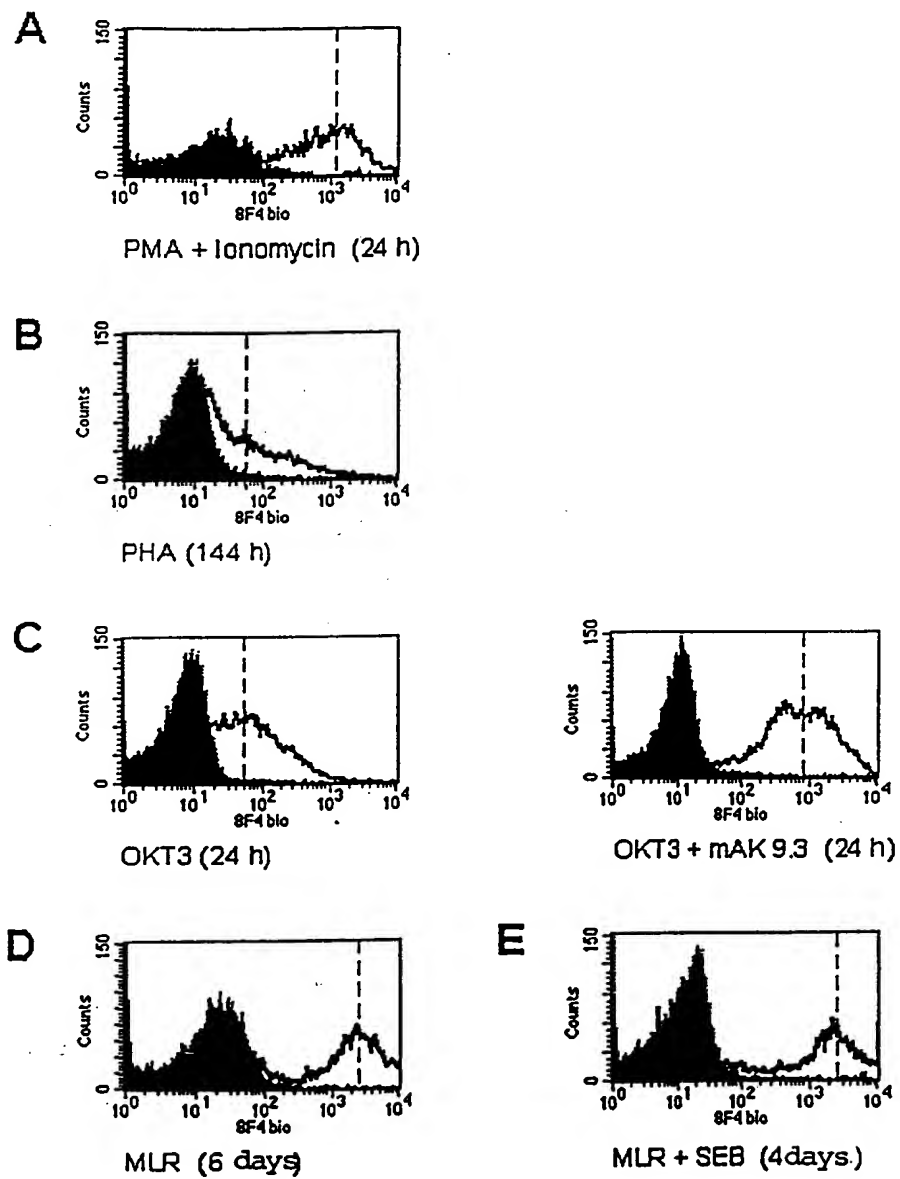 A
150
Counts
0
10^0 10^1 10^2 10^3 10^4
8F4 bio
PMA + Ionomycin (24 h)
B
150
Counts
0
10^0 10^1 10^2 10^3 10^4
8F4 bio
PHA (144 h)
C
150
Counts
0
10^0 10^1 10^2 10^3 10^4
8F4 bio
OKT3 (24 h)
150
Counts
0
10^0 10^1 10^2 10^3 10^4
8F4 bio
OKT3 + mAK 9.3 (24 h)
D
150
Counts
0
10^0 10^1 10^2 10^3 10^4
8F4 bio
MLR (6 days)
E
150
Counts
0
10^0 10^1 10^2 10^3 10^4
8F4 bio
MLR + SEB (4days.)